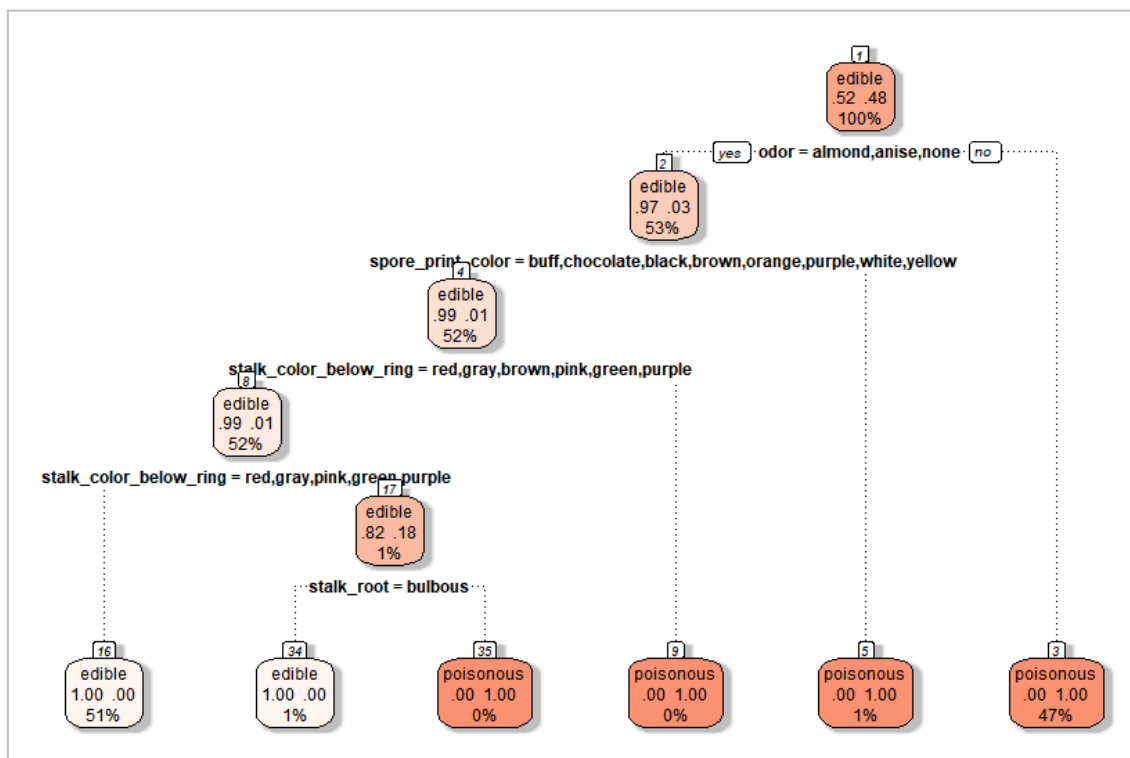 1
edible
.52 .48
100%
yes odor = almond,anise,none no
2
edible
.97 .03
53%
spore_print_color = buff,chocolate,black,brown,orange,purple,white,yellow
4
edible
.99 .01
52%
stalk_color_below_ring = red,gray,brown,pink,green,purple
8
edible
.99 .01
52%
stalk_color_below_ring = red,gray,pink,green,purple
17
edible
.82 .18
1%
stalk_root = bulbous
16
edible
1.00 .00
51%
34
edible
1.00 .00
1%
35
poisonous
.00 1.00
0%
9
poisonous
.00 1.00
0%
5
poisonous
.00 1.00
1%
3
poisonous
.00 1.00
47%